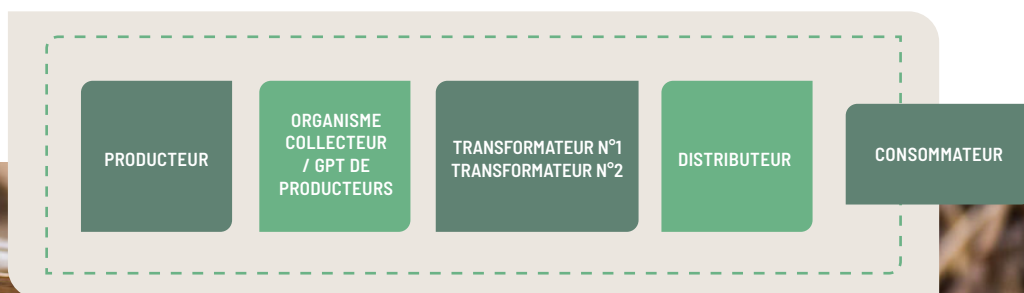 PRODUCTEUR
ORGANISME
COLLECTEUR
/ GPT DE
PRODUCTEURS
TRANSFORMATEUR N°1
TRANSFORMATEUR N°2
DISTRIBUTEUR
CONSOMMATEUR